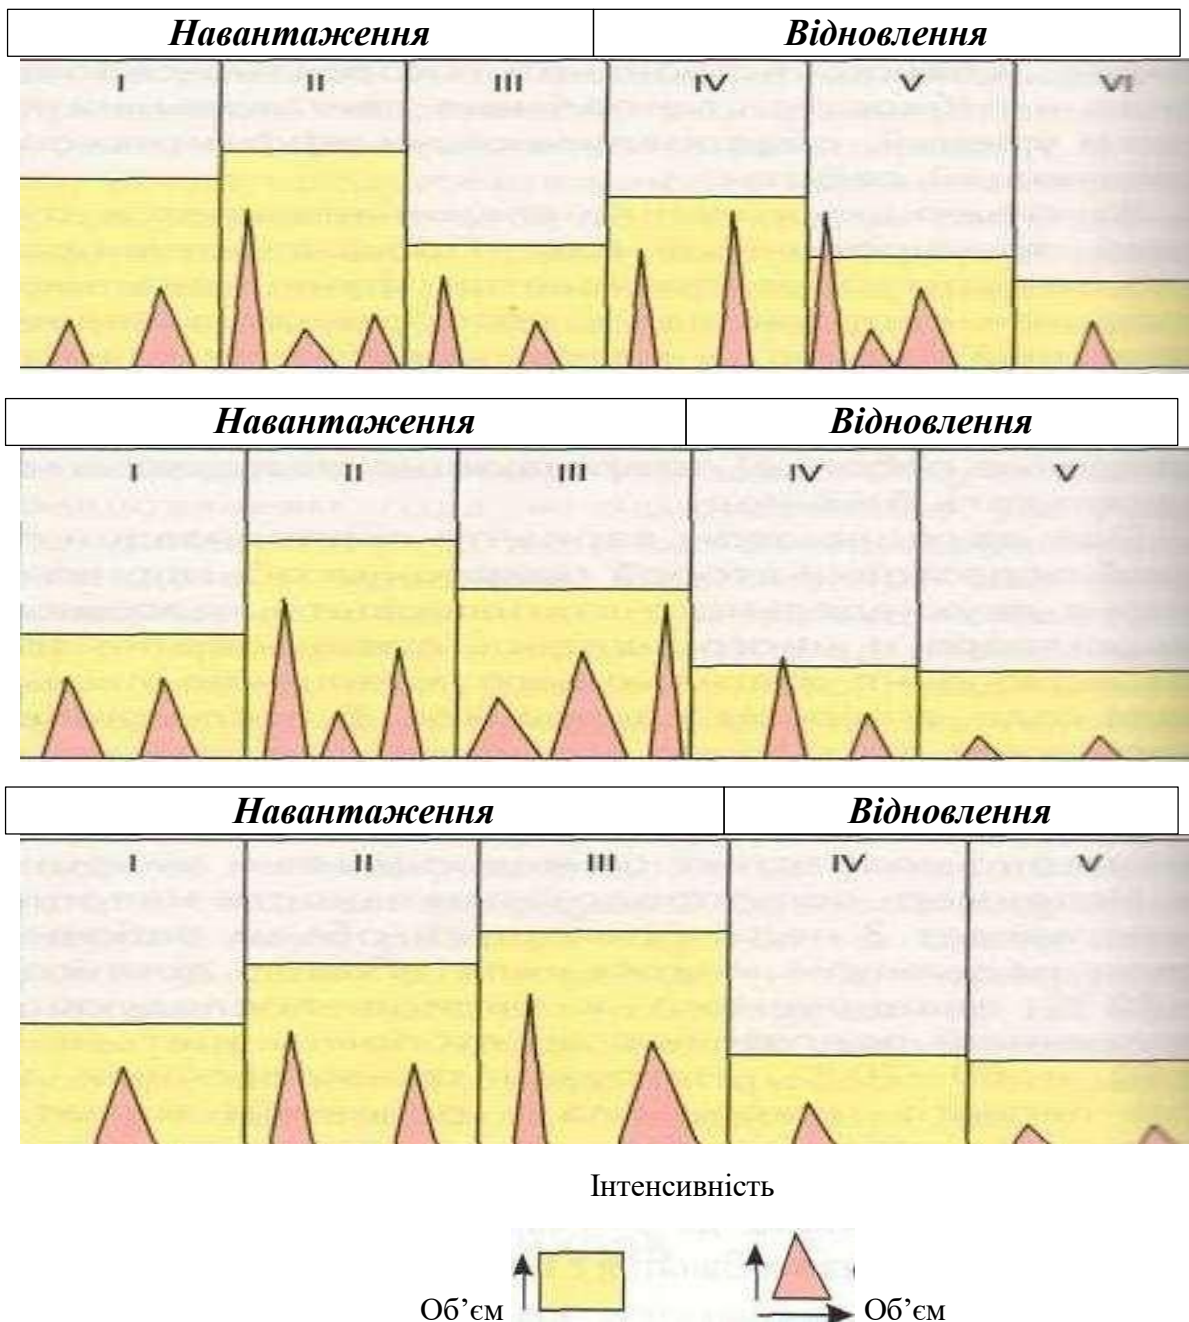 Навантаження Відновлення
I II III IV V VI
Навантаження Відновлення
I II III IV V
Навантаження Відновлення
I II III IV V
Інтенсивність
Об’єм Об’єм